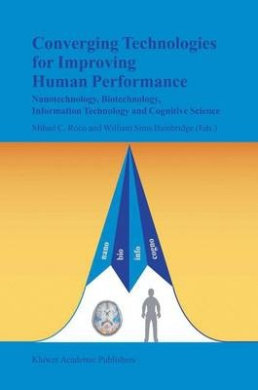 Converging Technologies
for Improving
Human Performance
Nanotechnology, Biotechnology,
Information Technology and Cognitive Science
Mihail C. Roco and William Sims Bainbridge (Eds.)
nano
bio
info
cogno
Kluwer Academic Publishers